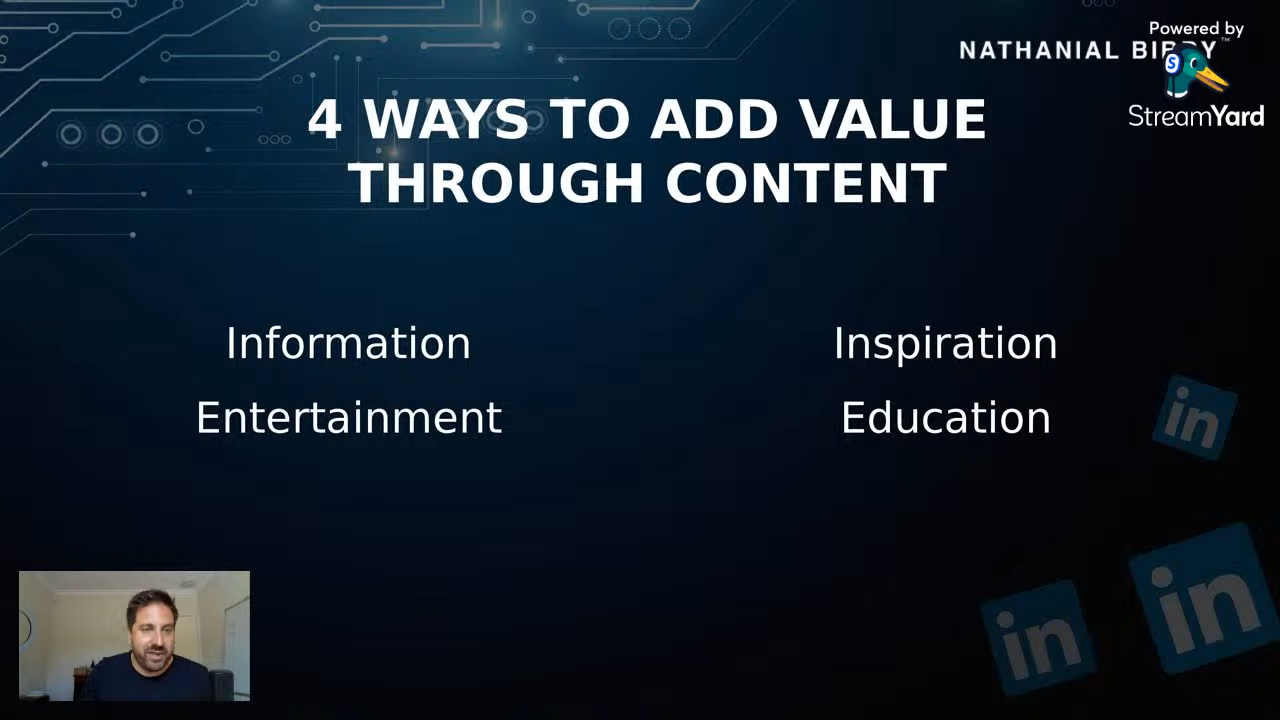 Powered by
NATHANIAL
StreamYard
4 WAYS TO ADD VALUE
THROUGH CONTENT
Information
Inspiration
Entertainment
Education
in
in
in